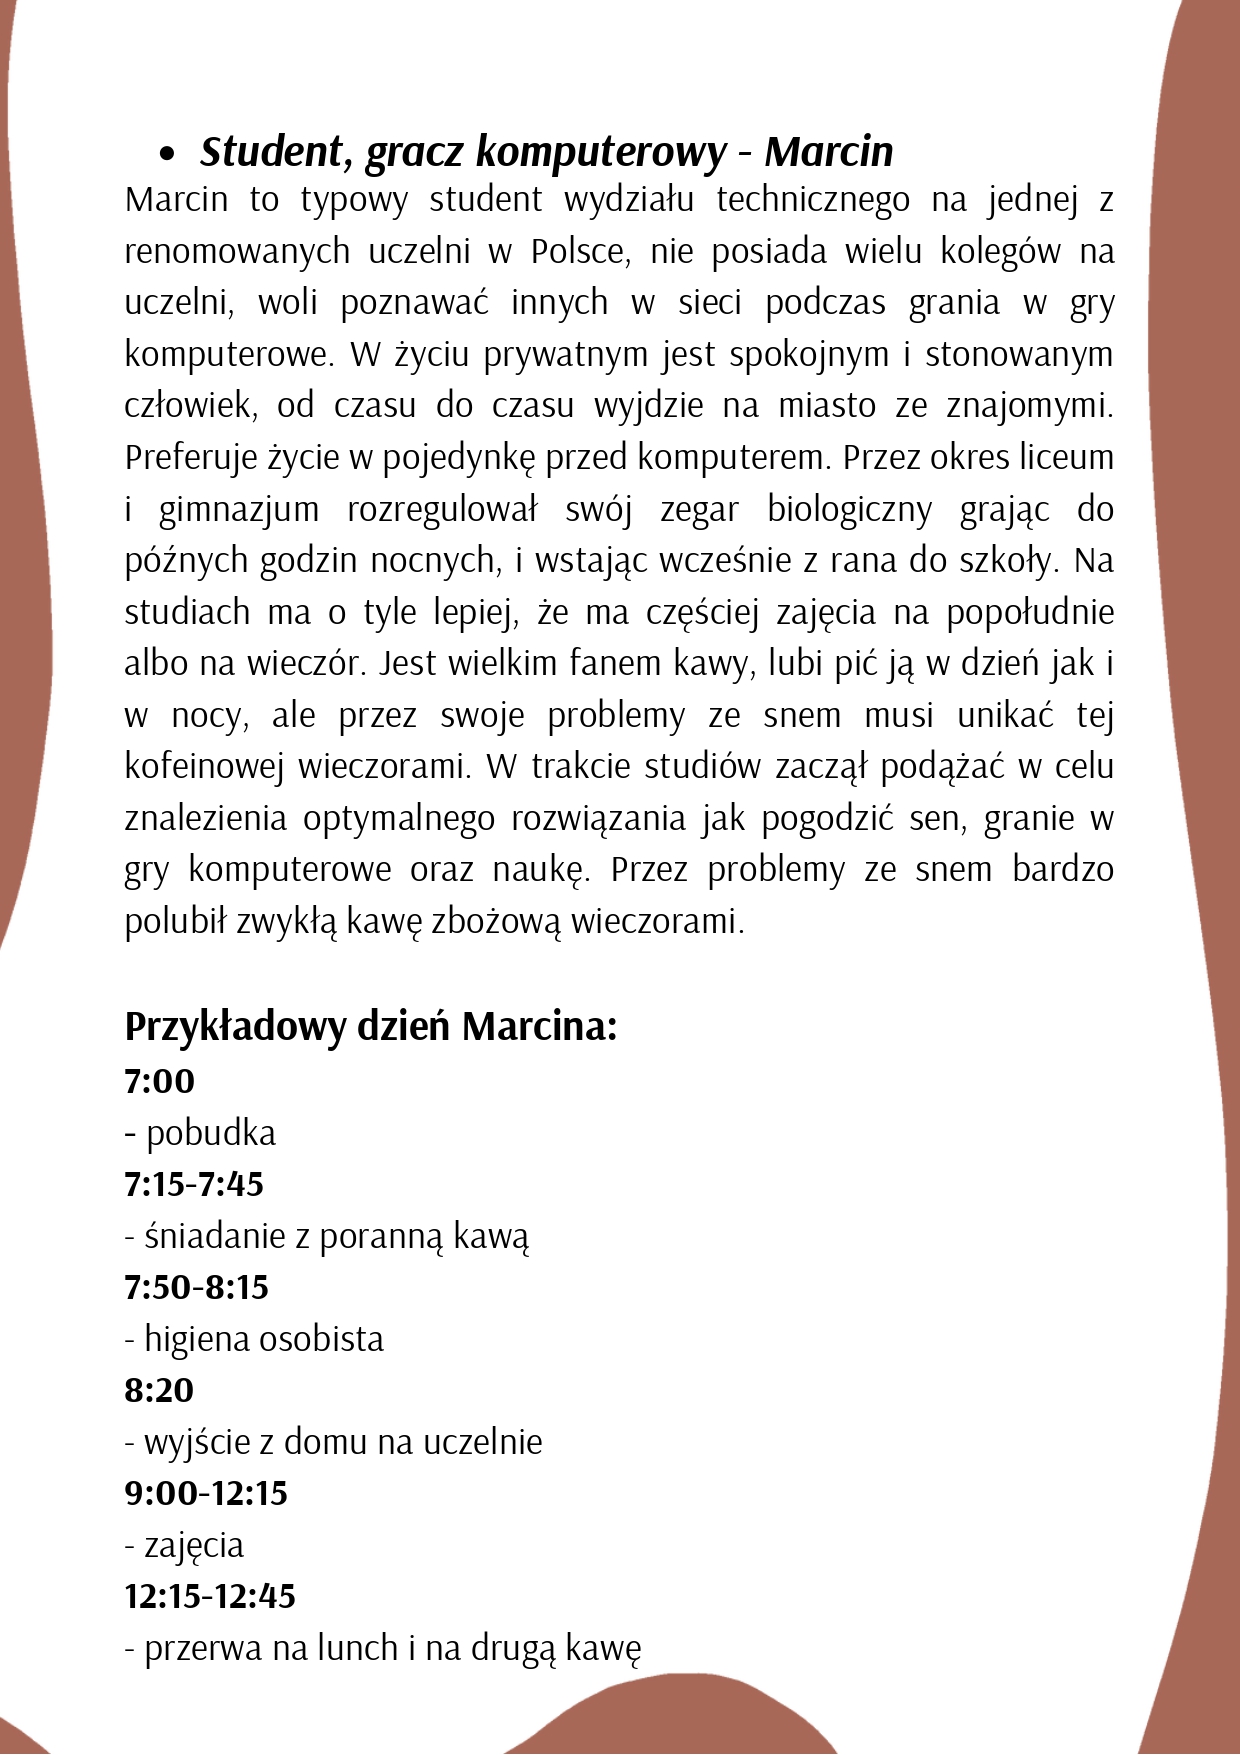 • Student, gracz komputerowy - Marcin
Marcin to typowy student wydziału technicznego na jednej z
renomowanych uczelni w Polsce, nie posiada wielu kolegów na
uczelni, woli poznawać innych w sieci podczas grania w gry
komputerowe. W życiu prywatnym jest spokojnym i stonowanym
człowiek, od czasu do czasu wyjdzie na miasto ze znajomymi.
Preferuje życie w pojedynkę przed komputerem. Przez okres liceum
i gimnazjum rozregulował swój zegar biologiczny grając do
późnych godzin nocnych, i wstając wcześnie z rana do szkoły. Na
studiach ma o tyle lepiej, że ma częściej zajęcia na popołudnie
albo na wieczór. Jest wielkim fanem kawy, lubi pić ją w dzień jak i
w nocy, ale przez swoje problemy ze snem musi unikać tej
kofeinowej wieczorami. W trakcie studiów zaczął podążać w celu
znalezienia optymalnego rozwiązania jak pogodzić sen, granie w
gry komputerowe oraz naukę. Przez problemy ze snem bardzo
polubił zwykłą kawę zbożową wieczorami.
Przykładowy dzień Marcina:
7:00
- pobudka
7:15-7:45
- śniadanie z poranną kawą
7:50-8:15
- higiena osobista
8:20
- wyjście z domu na uczelnie
9:00-12:15
- zajęcia
12:15-12:45
- przerwa na lunch i na drugą kawę